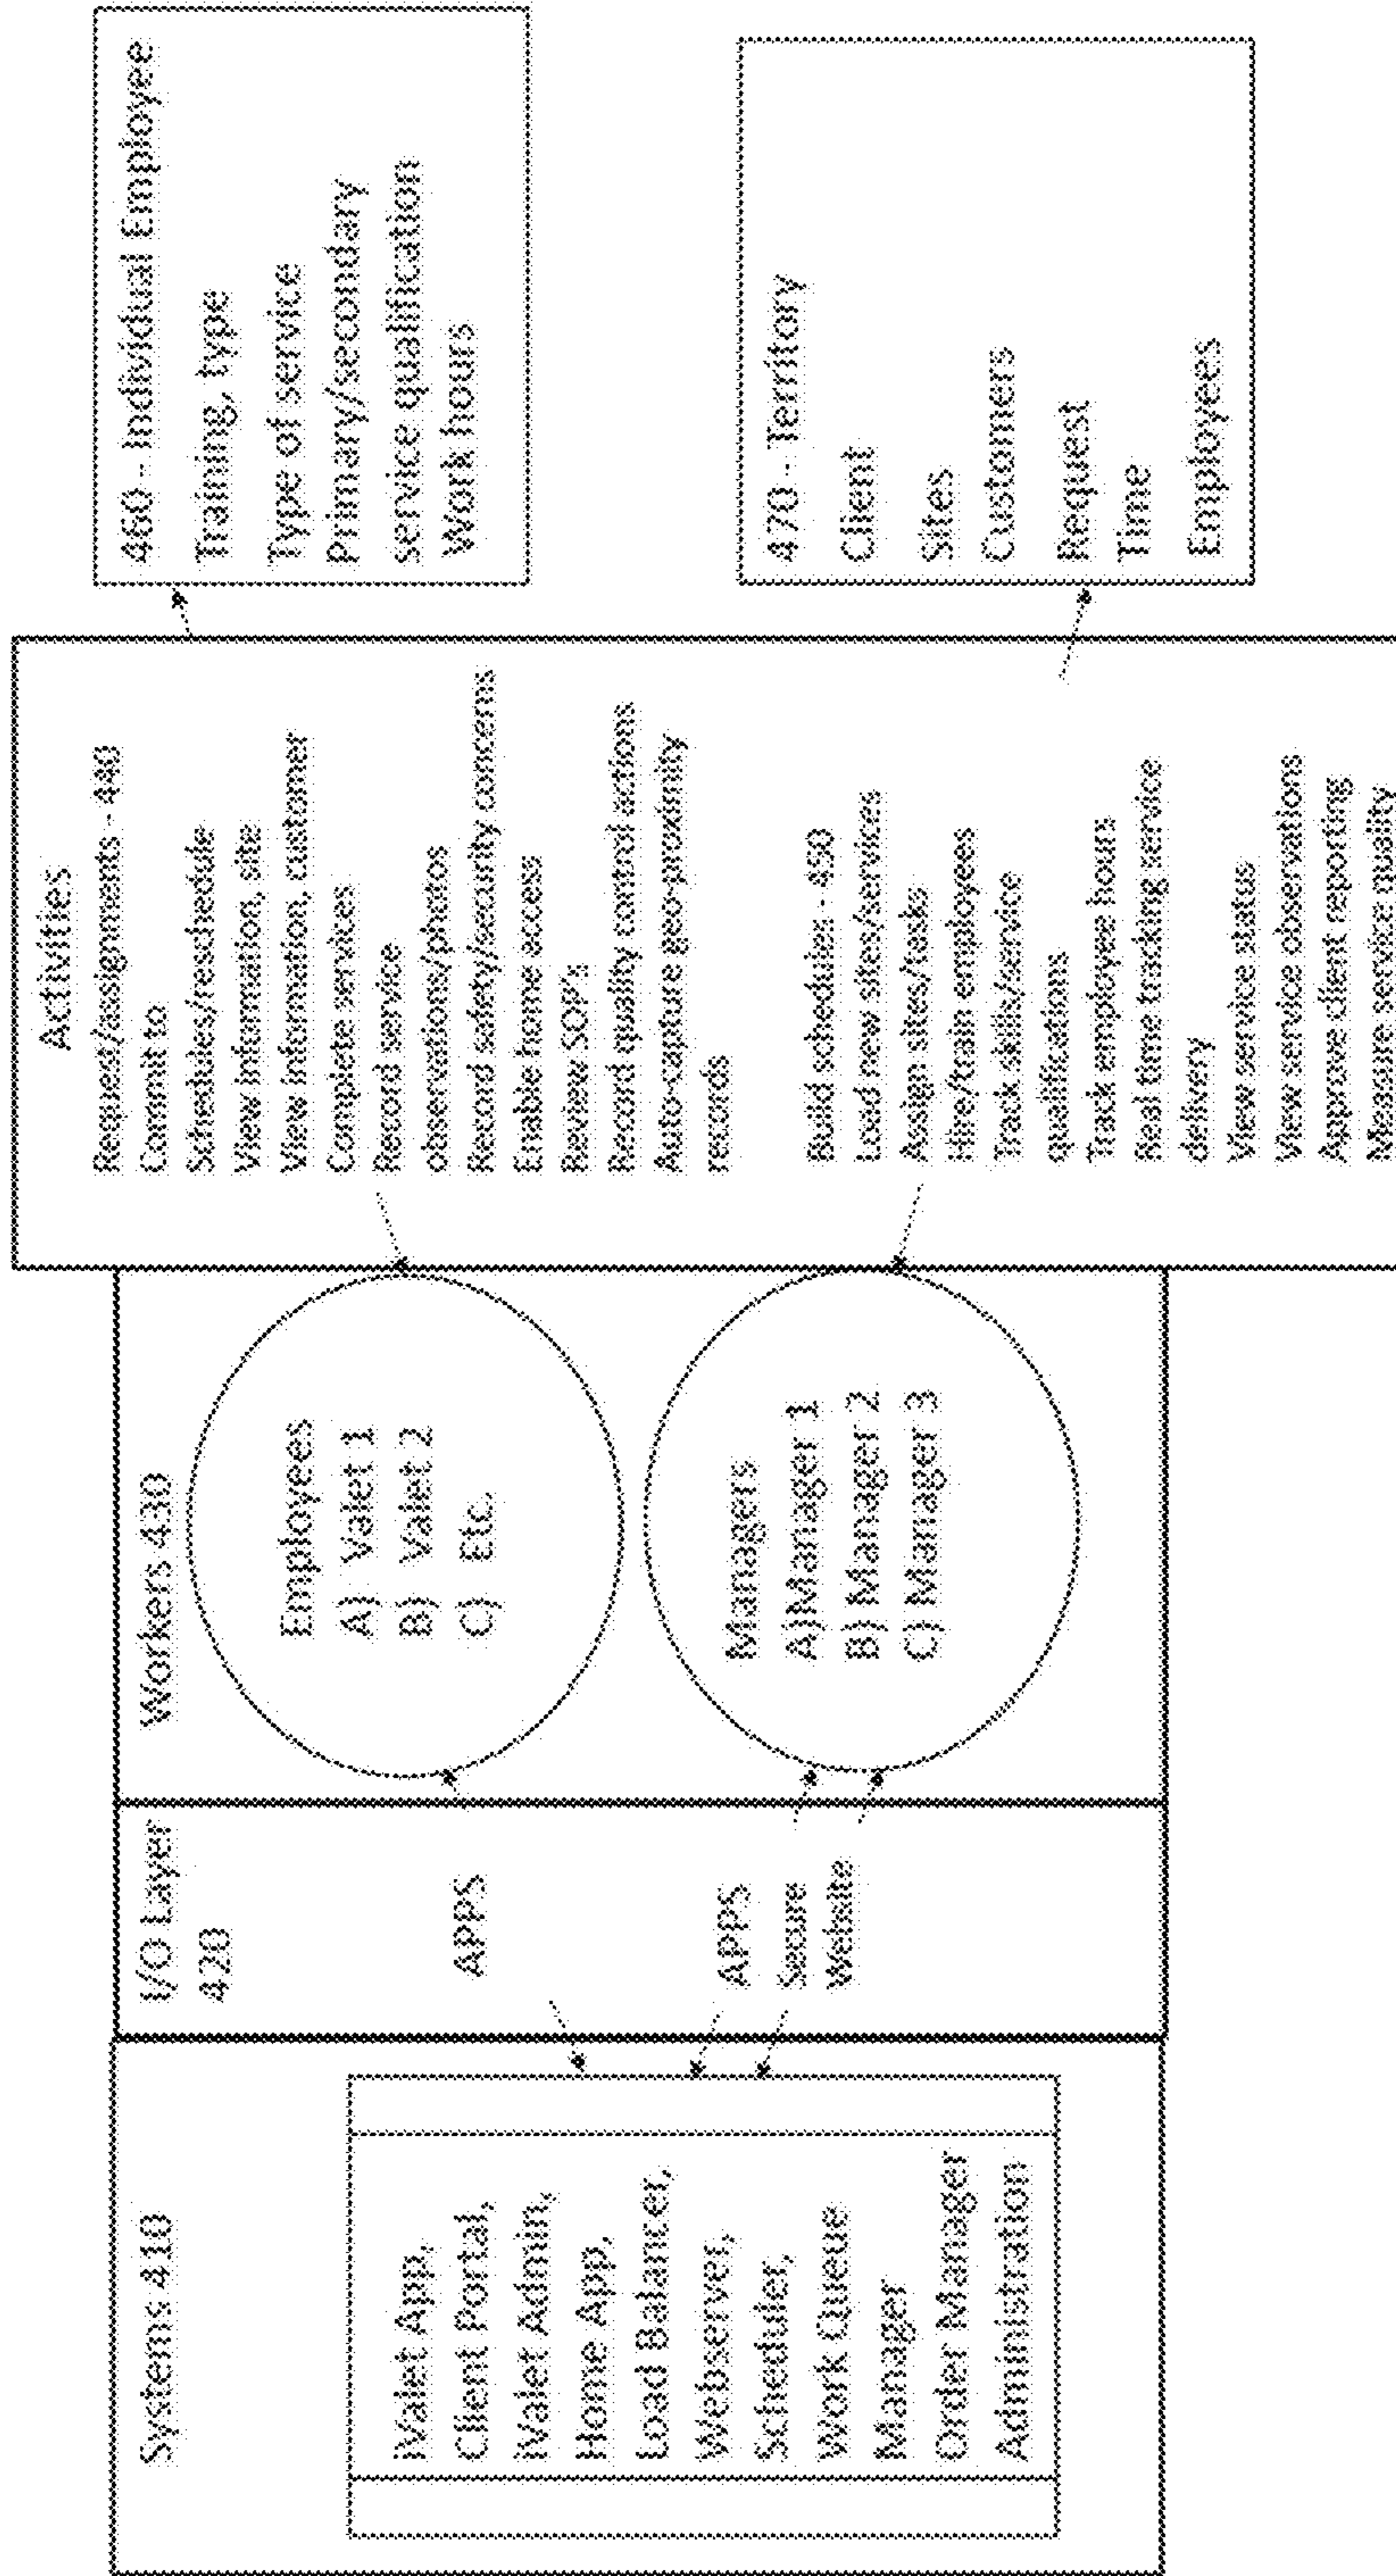 Systems 410
iValet App,
Client Portal,
iValet Admin,
Home App,
Load Balancer,
Webserver,
Scheduler,
Work Queue
Manager
Order Manager
Administration
I/O Layer
420
APPS
APPS
Secure
Website
Workers 430
Employees
A) Valet 1
B) Valet 2
C) Etc.
Managers
A)Manager 1
B) Manager 2
C) Manager 3
Activities
Request/assignments - 440
Commit to
Schedules/reschedule
View information, site
View information, customer
Complete services
Record service
observations/photos
Record safety/security concerns
Enable home access
Review SOP's
Record quality control actions
Auto-capture geo-proximity
records
Build schedules - 450
Load new sites/services
Assign sites/tasks
Hire/train employees
Track skills/service
qualifications
Track employee hours
Real time tracking service
delivery
View service status
View service observations
Approve client reporting
Measure service quality
460 - Individual Employee
Training, type
Type of service
Primary/secondary
service qualification
Work hours
470 - Territory
Client
Sites
Customers
Request
Time
Employees